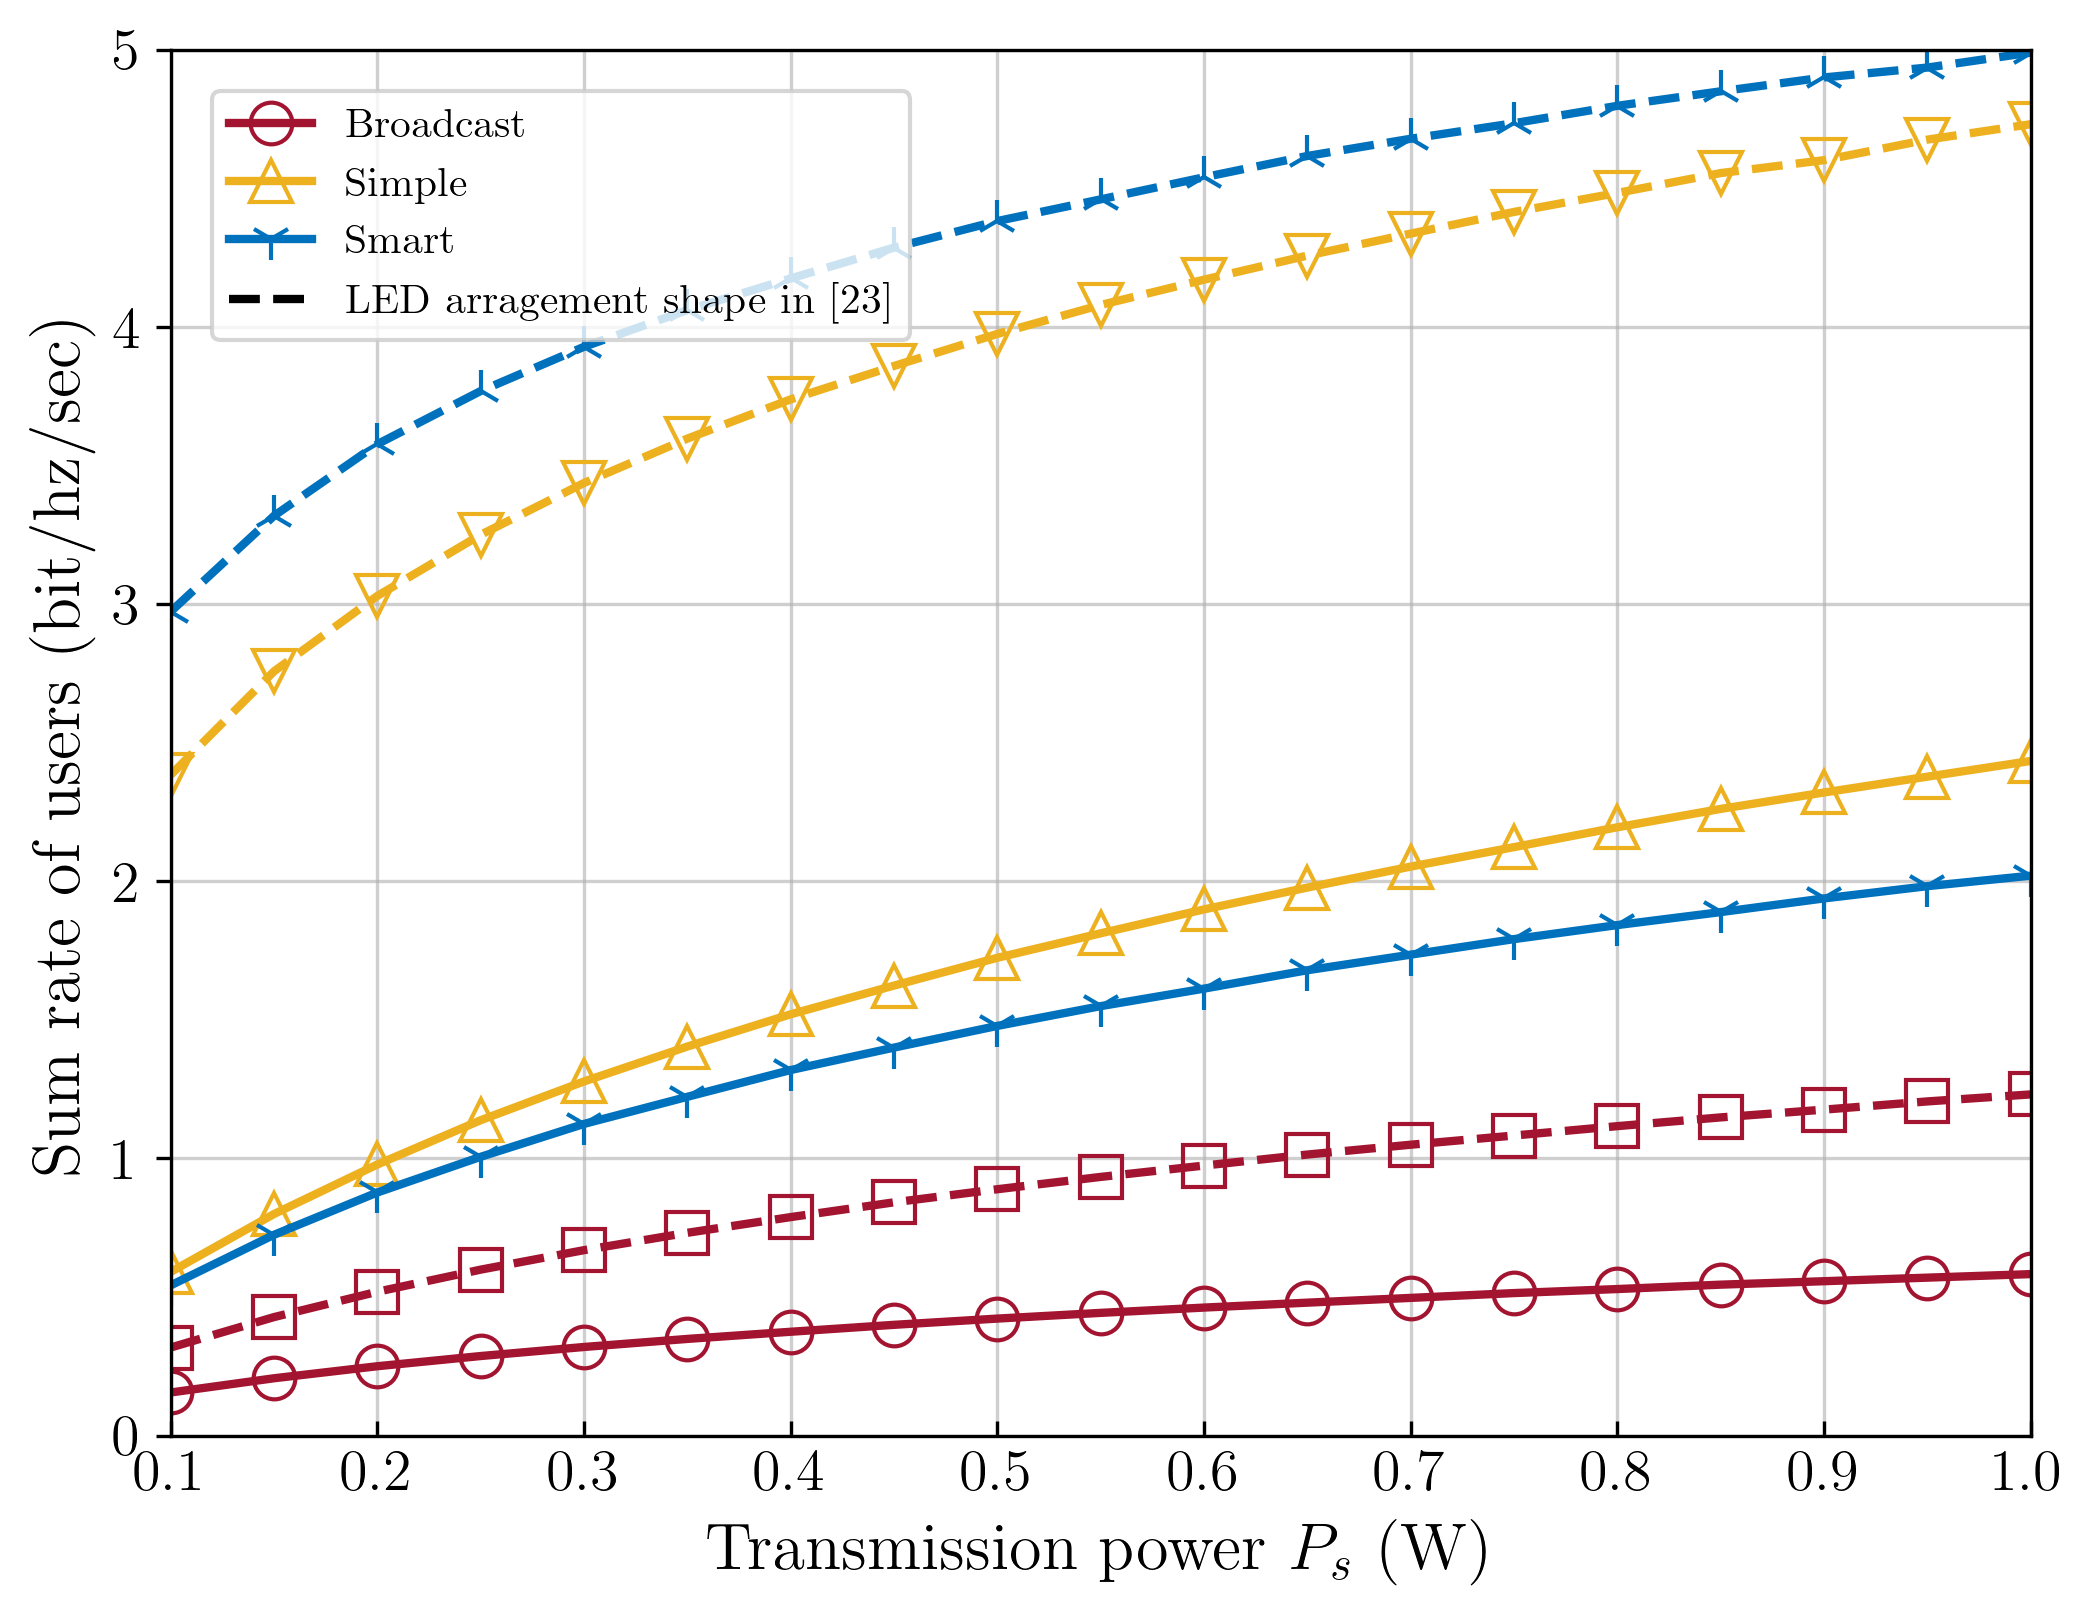 5
4
3
2
1
0
Sum rate of users (bit/hz/sec)
Broadcast
Simple
Smart
LED arragement shape in [23]
0.1 0.2 0.3 0.4 0.5 0.6 0.7 0.8 0.9 1.0
Transmission power P_s (W)